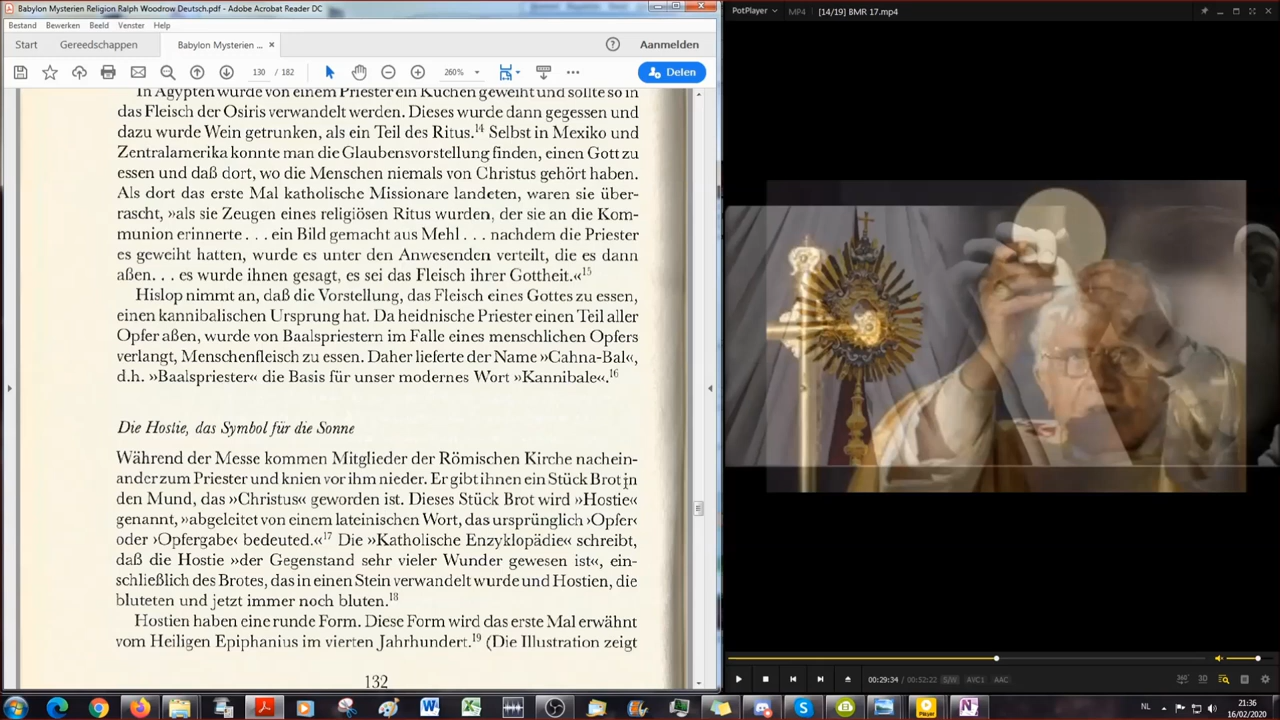 Babylon Mysterien Religion Ralph Woodrow Deutsch.pdf - Adobe Acrobat Reader DC
Bestand Bewerken Beeld Venster Help
Start Gereedschappen Babylon Mysterien ... × Aanmelden
130 / 182 260% Delen
In Ägypten wurde von einem Priester ein Kuchen geweiht und sollte so in
das Fleisch der Osiris verwandelt werden. Dieses wurde dann gegessen und
dazu wurde Wein getrunken, als ein Teil des Ritus.14 Selbst in Mexiko und
Zentralamerika konnte man die Glaubensvorstellung finden, einen Gott zu
essen und daß dort, wo die Menschen niemals von Christus gehört haben.
Als dort das erste Mal katholische Missionare landeten, waren sie über-
rascht, »als sie Zeugen eines religiösen Ritus wurden, der sie an die Kom-
munion erinnerte . . . ein Bild gemacht aus Mehl . . . nachdem die Priester
es geweiht hatten, wurde es unter den Anwesenden verteilt, die es dann
aßen. . . es wurde ihnen gesagt, es sei das Fleisch ihrer Gottheit.«15
Hislop nimmt an, daß die Vorstellung, das Fleisch eines Gottes zu essen,
einen kannibalischen Ursprung hat. Da heidnische Priester einen Teil aller
Opfer aßen, wurde von Baalspriestern im Falle eines menschlichen Opfers
verlangt, Menschenfleisch zu essen. Daher lieferte der Name »Cahna-Bal«,
d.h. »Baalspriester« die Basis für unser modernes Wort »Kannibale«.16
Die Hostie, das Symbol für die Sonne
Während der Messe kommen Mitglieder der Römischen Kirche nachein-
ander zum Priester und knien vor ihm nieder. Er gibt ihnen ein Stück Brot in
den Mund, das »Christus« geworden ist. Dieses Stück Brot wird »Hostie«
genannt, »abgeleitet von einem lateinischen Wort, das ursprünglich ›Opfer‹
oder ›Opfergabe‹ bedeuted.«17 Die »Katholische Enzyklopädie« schreibt,
daß die Hostie »der Gegenstand sehr vieler Wunder gewesen ist«, ein-
schließlich des Brotes, das in einen Stein verwandelt wurde und Hostien, die
bluteten und jetzt immer noch bluten.18
Hostien haben eine runde Form. Diese Form wird das erste Mal erwähnt
vom Heiligen Epiphanius im vierten Jahrhundert.19 (Die Illustration zeigt
132
PotPlayer MP4 [14/19] BMR 17.mp4
00:29:34 / 00:52:22 S/W AVC1 AAC
360° 3D
NL 21:36
16/02/2020